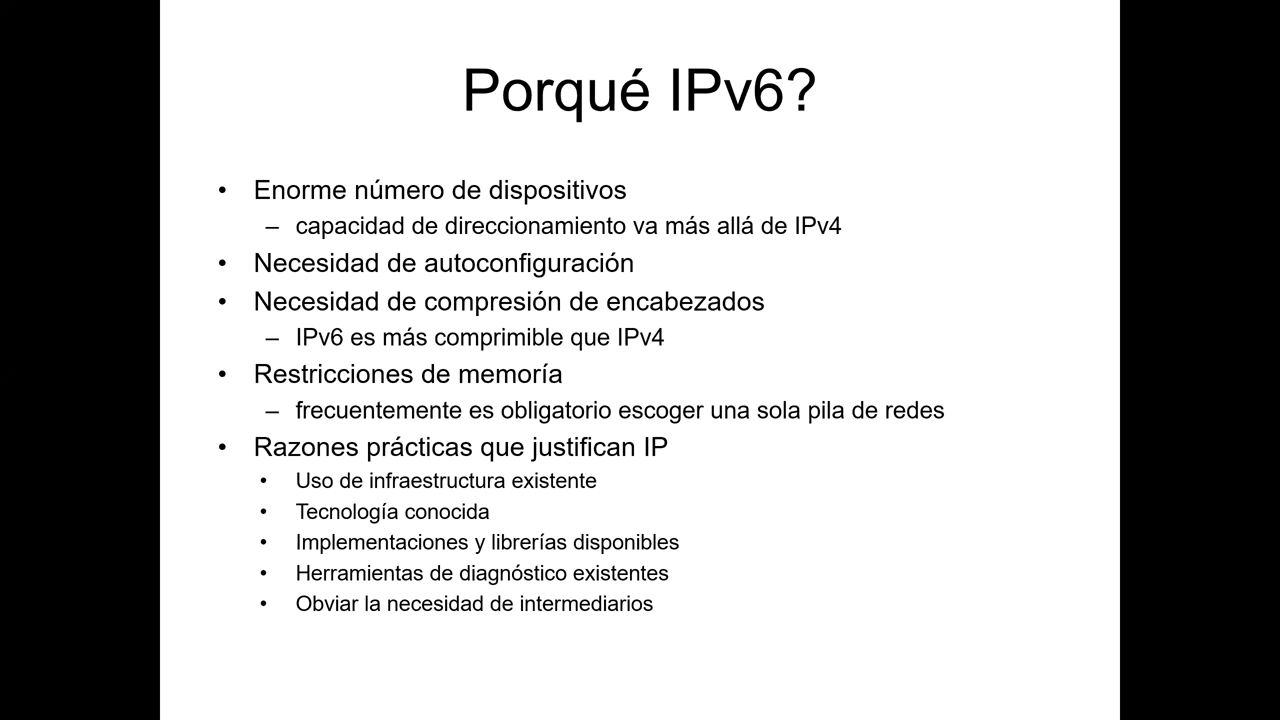 Porqué IPv6?
• Enorme número de dispositivos
– capacidad de direccionamiento va más allá de IPv4
• Necesidad de autoconfiguración
• Necesidad de compresión de encabezados
– IPv6 es más comprimible que IPv4
• Restricciones de memoría
– frecuentemente es obligatorio escoger una sola pila de redes
• Razones prácticas que justifican IP
• Uso de infraestructura existente
• Tecnología conocida
• Implementaciones y librerías disponibles
• Herramientas de diagnóstico existentes
• Obviar la necesidad de intermediarios